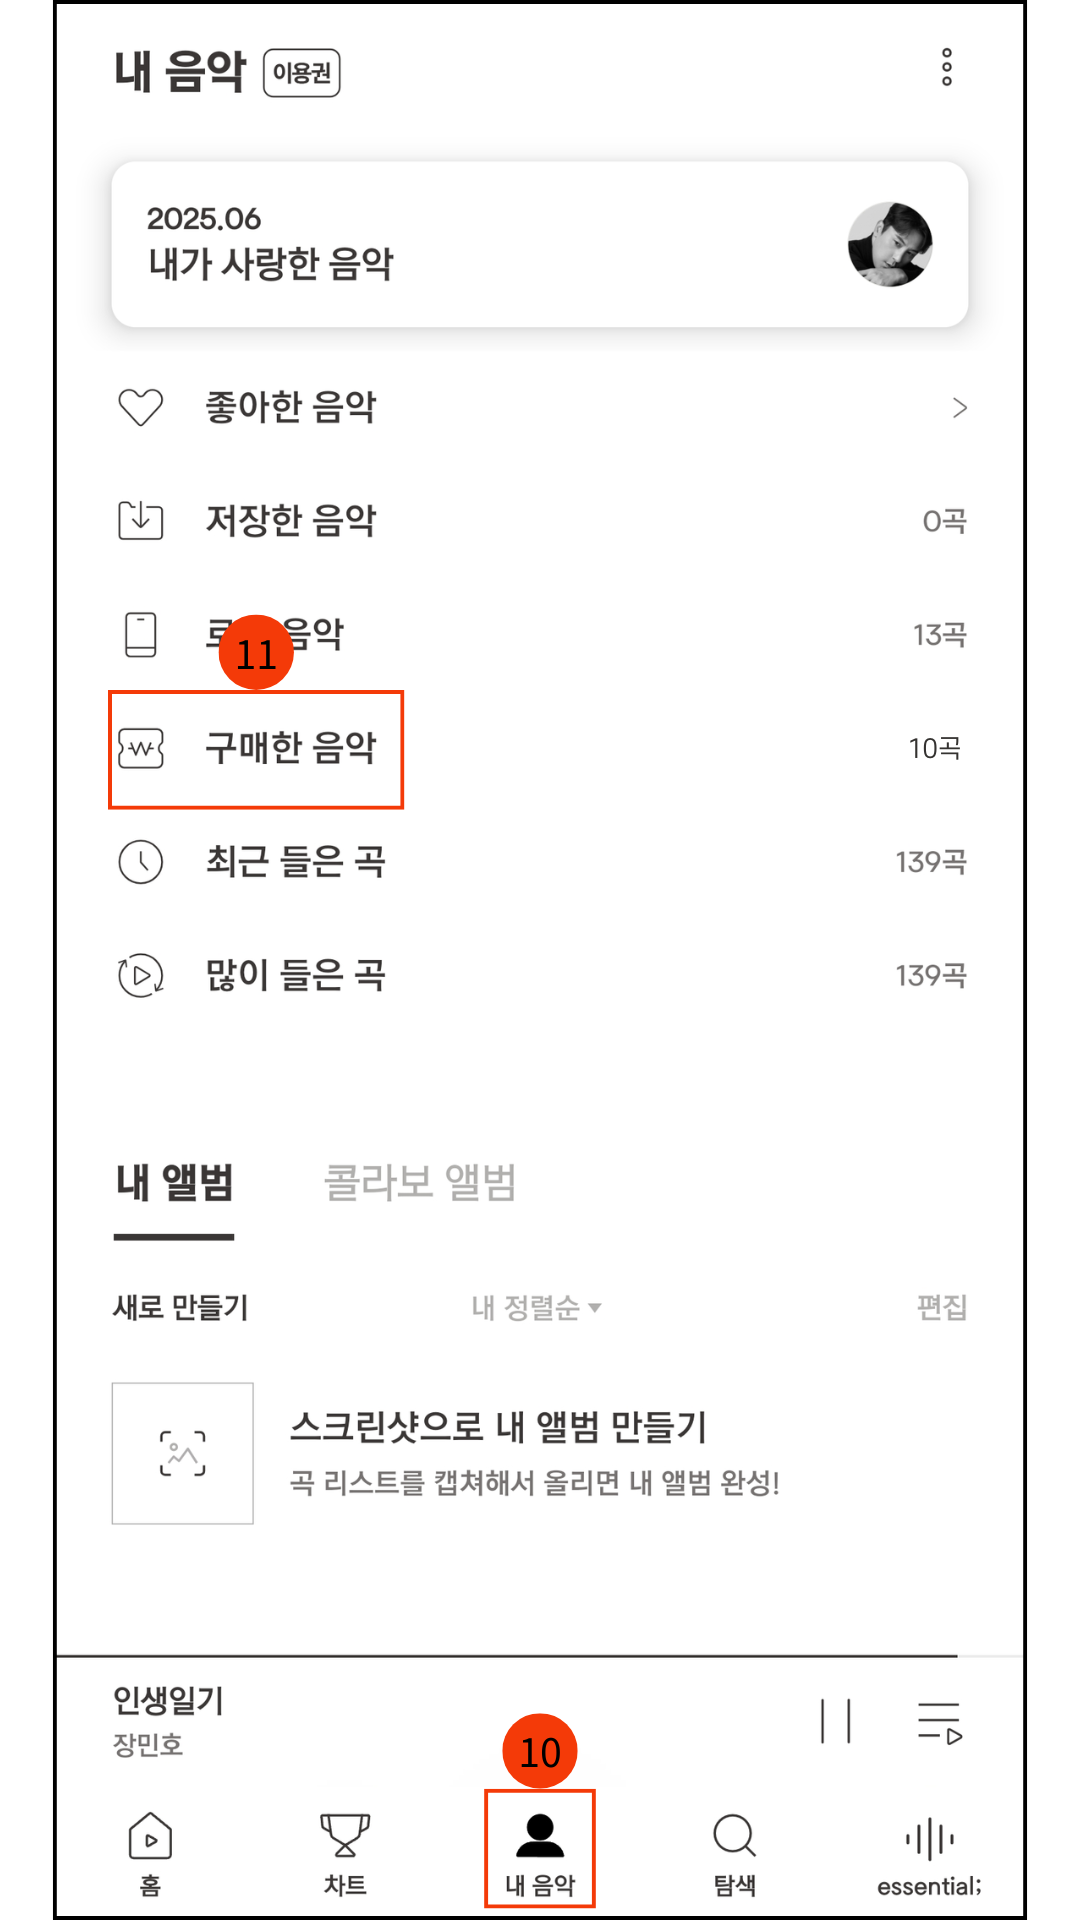 내 음악 이용권
2025.06
내가 사랑한 음악
좋아한 음악
저장한 음악 0곡
음악 13곡
11
구매한 음악 10곡
최근 들은 곡 139곡
많이 들은 곡 139곡
내 앨범 콜라보 앨범
새로 만들기 내 정렬순 편집
스크린샷으로 내 앨범 만들기
곡 리스트를 캡쳐해서 올리면 내 앨범 완성!
인생일기
장민호
10
홈 차트 내 음악 탐색 essential;